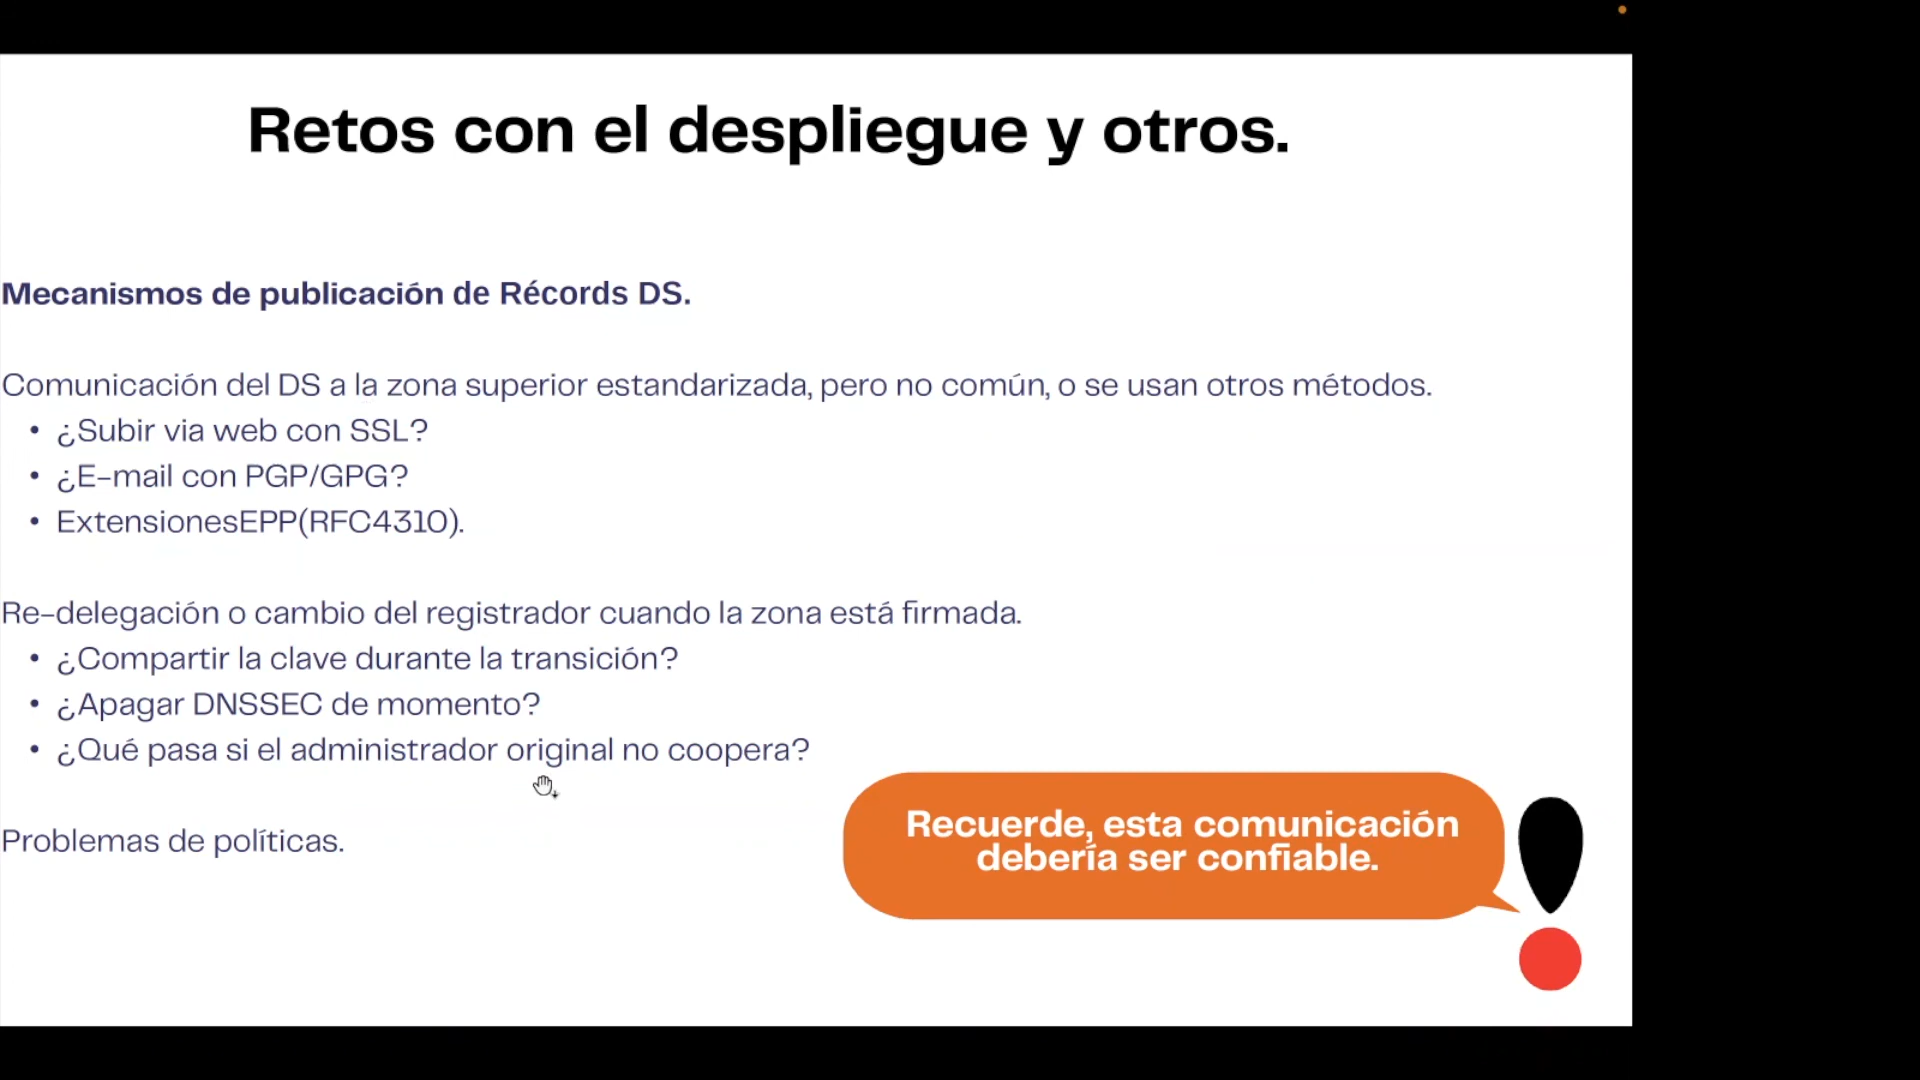 Retos con el despliegue y otros.
Mecanismos de publicación de Récords DS.
Comunicación del DS a la zona superior estandarizada, pero no común, o se usan otros métodos.
• ¿Subir via web con SSL?
• ¿E-mail con PGP/GPG?
• ExtensionesEPP(RFC4310).
Re-delegación o cambio del registrador cuando la zona está firmada.
• ¿Compartir la clave durante la transición?
• ¿Apagar DNSSEC de momento?
• ¿Qué pasa si el administrador original no coopera?
Problemas de políticas.
Recuerde, esta comunicación
debería ser confiable.